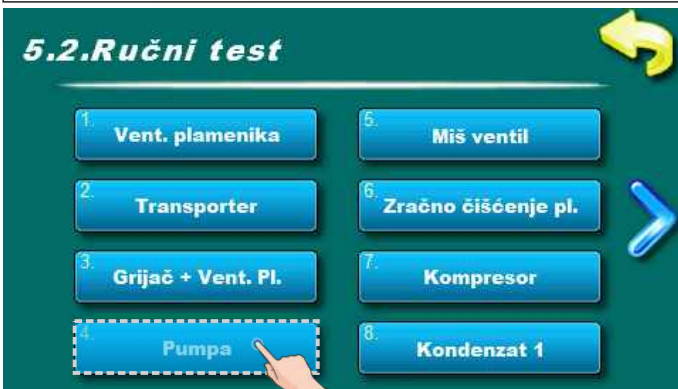 5.2.Ručni test
1. Vent. plamenika
2. Transporter
3. Grijač + Vent. Pl.
4. Pumpa
5. Miš ventil
6. Zračno čišćenje pl.
7. Kompresor
8. Kondenzat 1